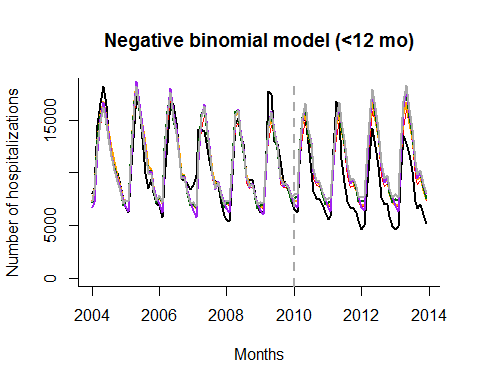 Negative binomial model (<12 mo)
Number of hospitalizations
15000
5000
0
2004 2006 2008 2010 2012 2014
Months